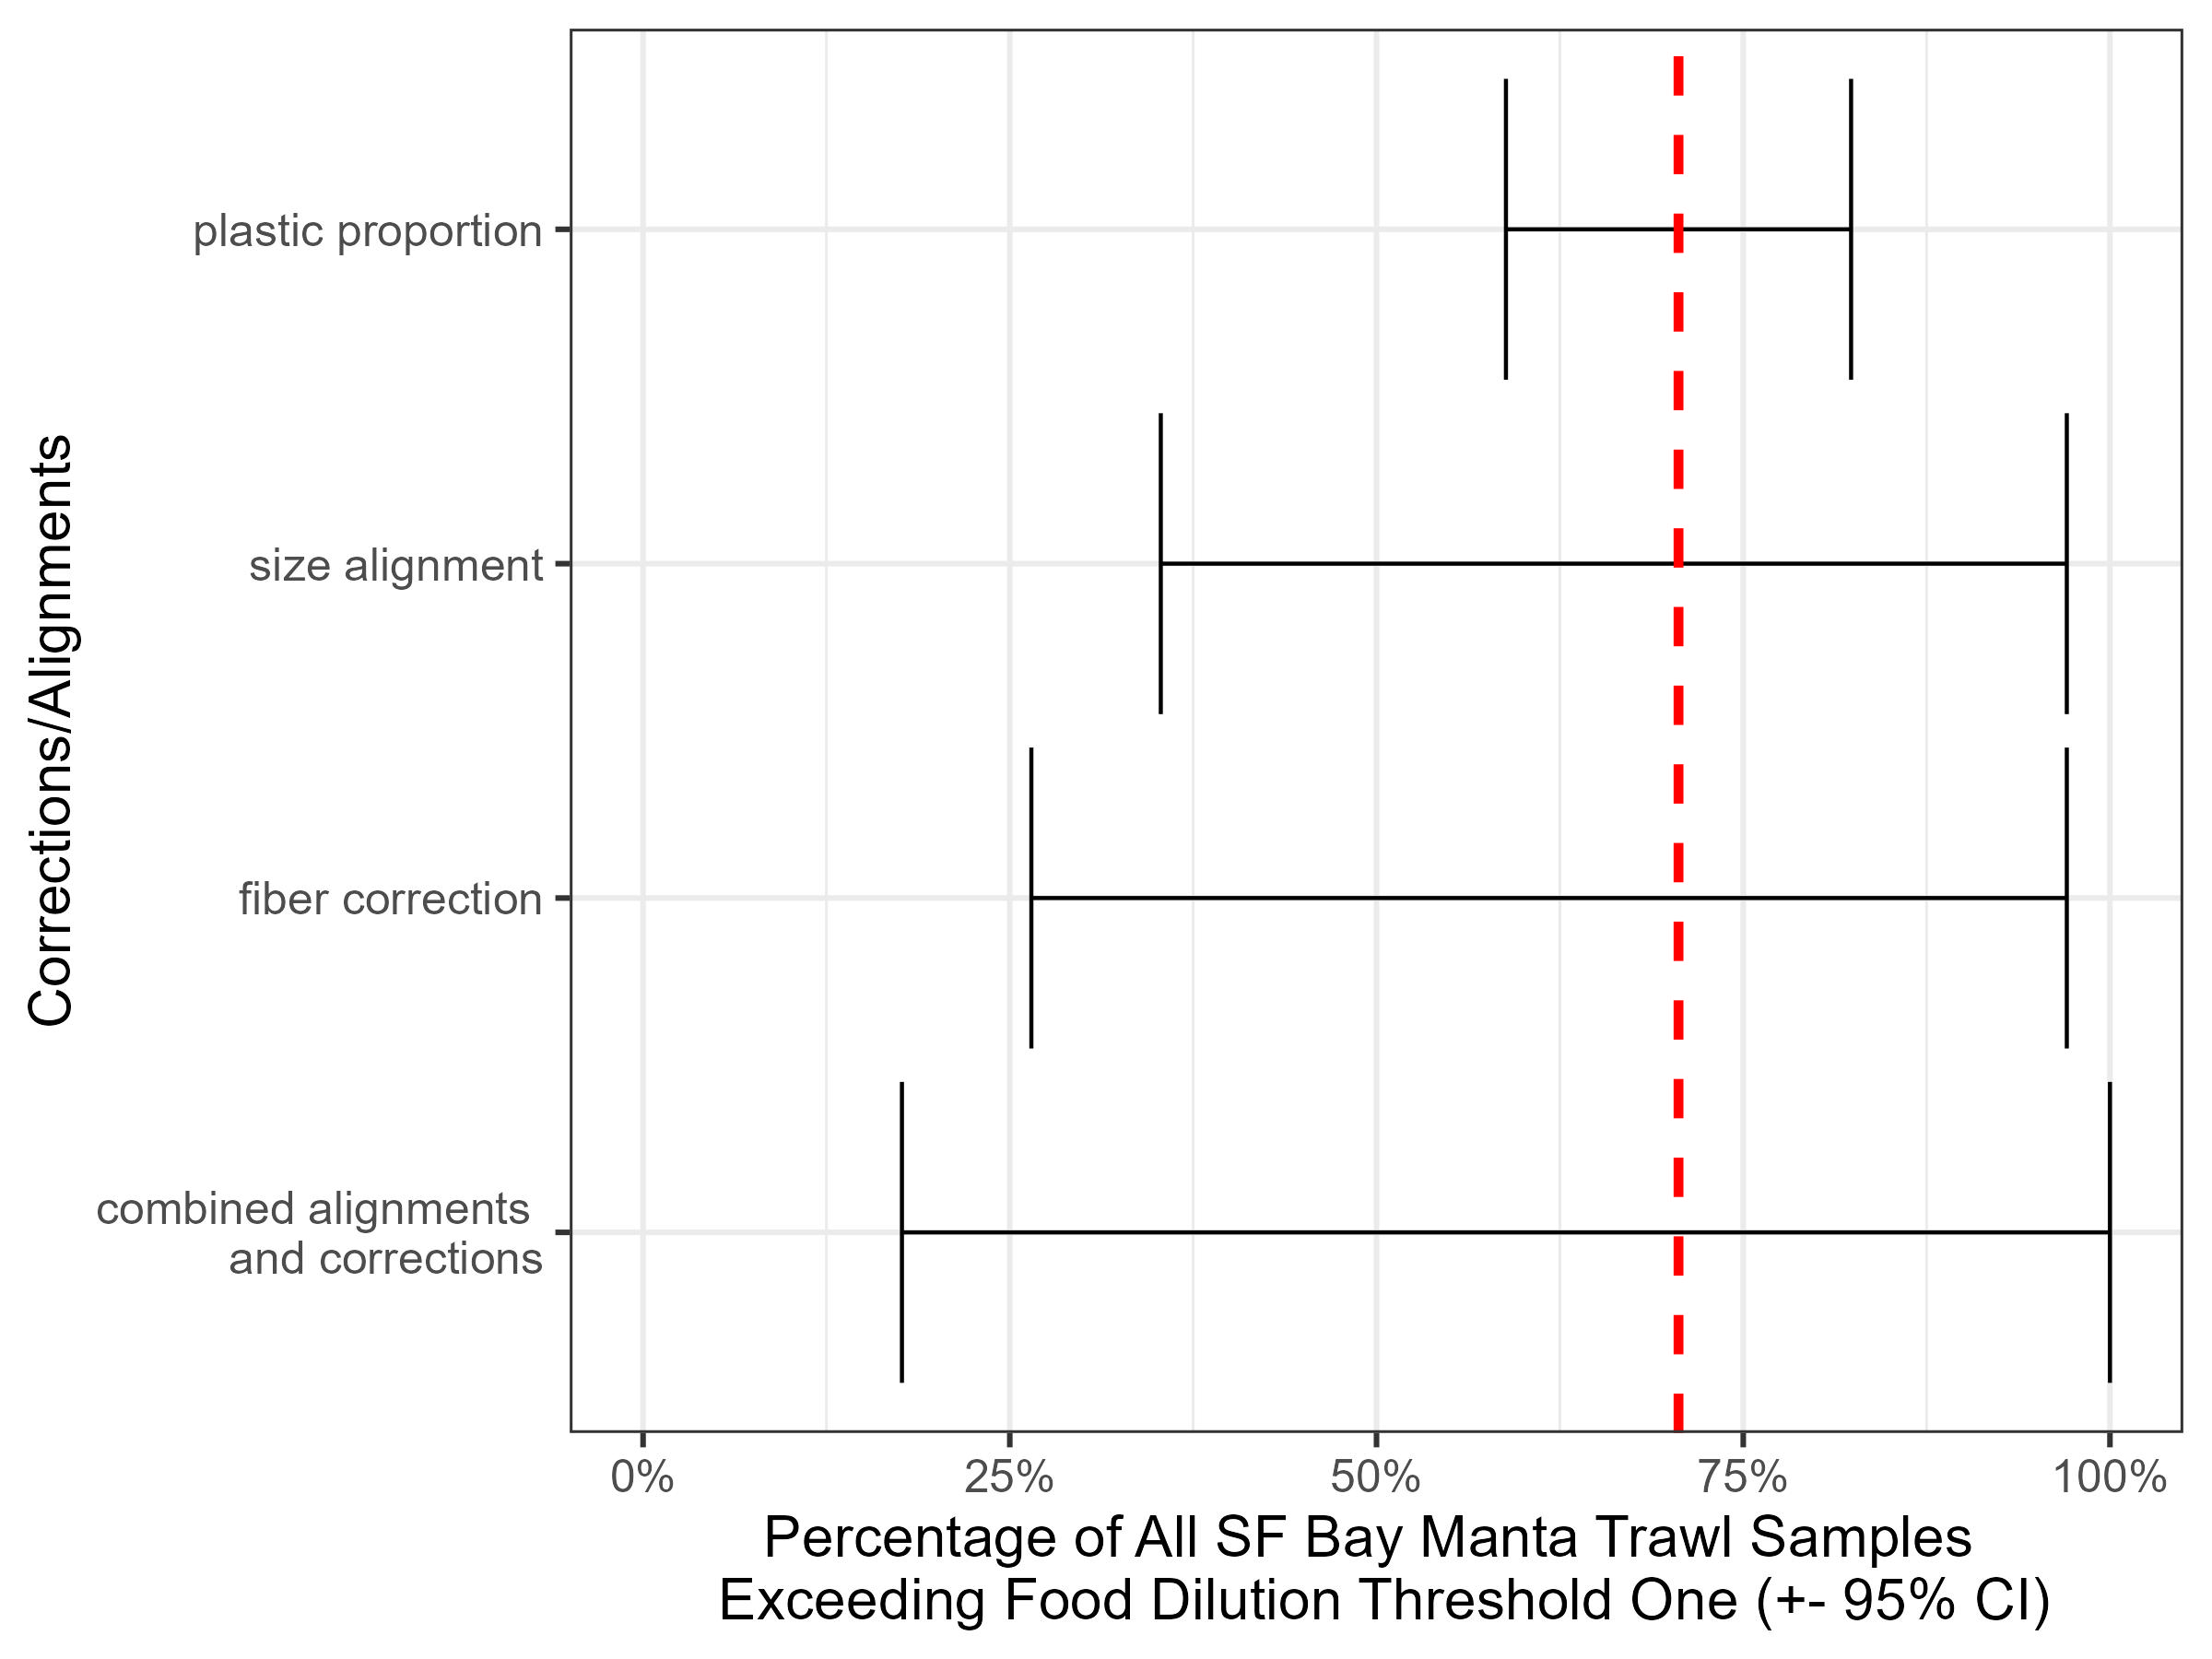 Corrections/Alignments
plastic proportion
size alignment
fiber correction
combined alignments
and corrections
0% 25% 50% 75% 100%
Percentage of All SF Bay Manta Trawl Samples
Exceeding Food Dilution Threshold One (+- 95% CI)